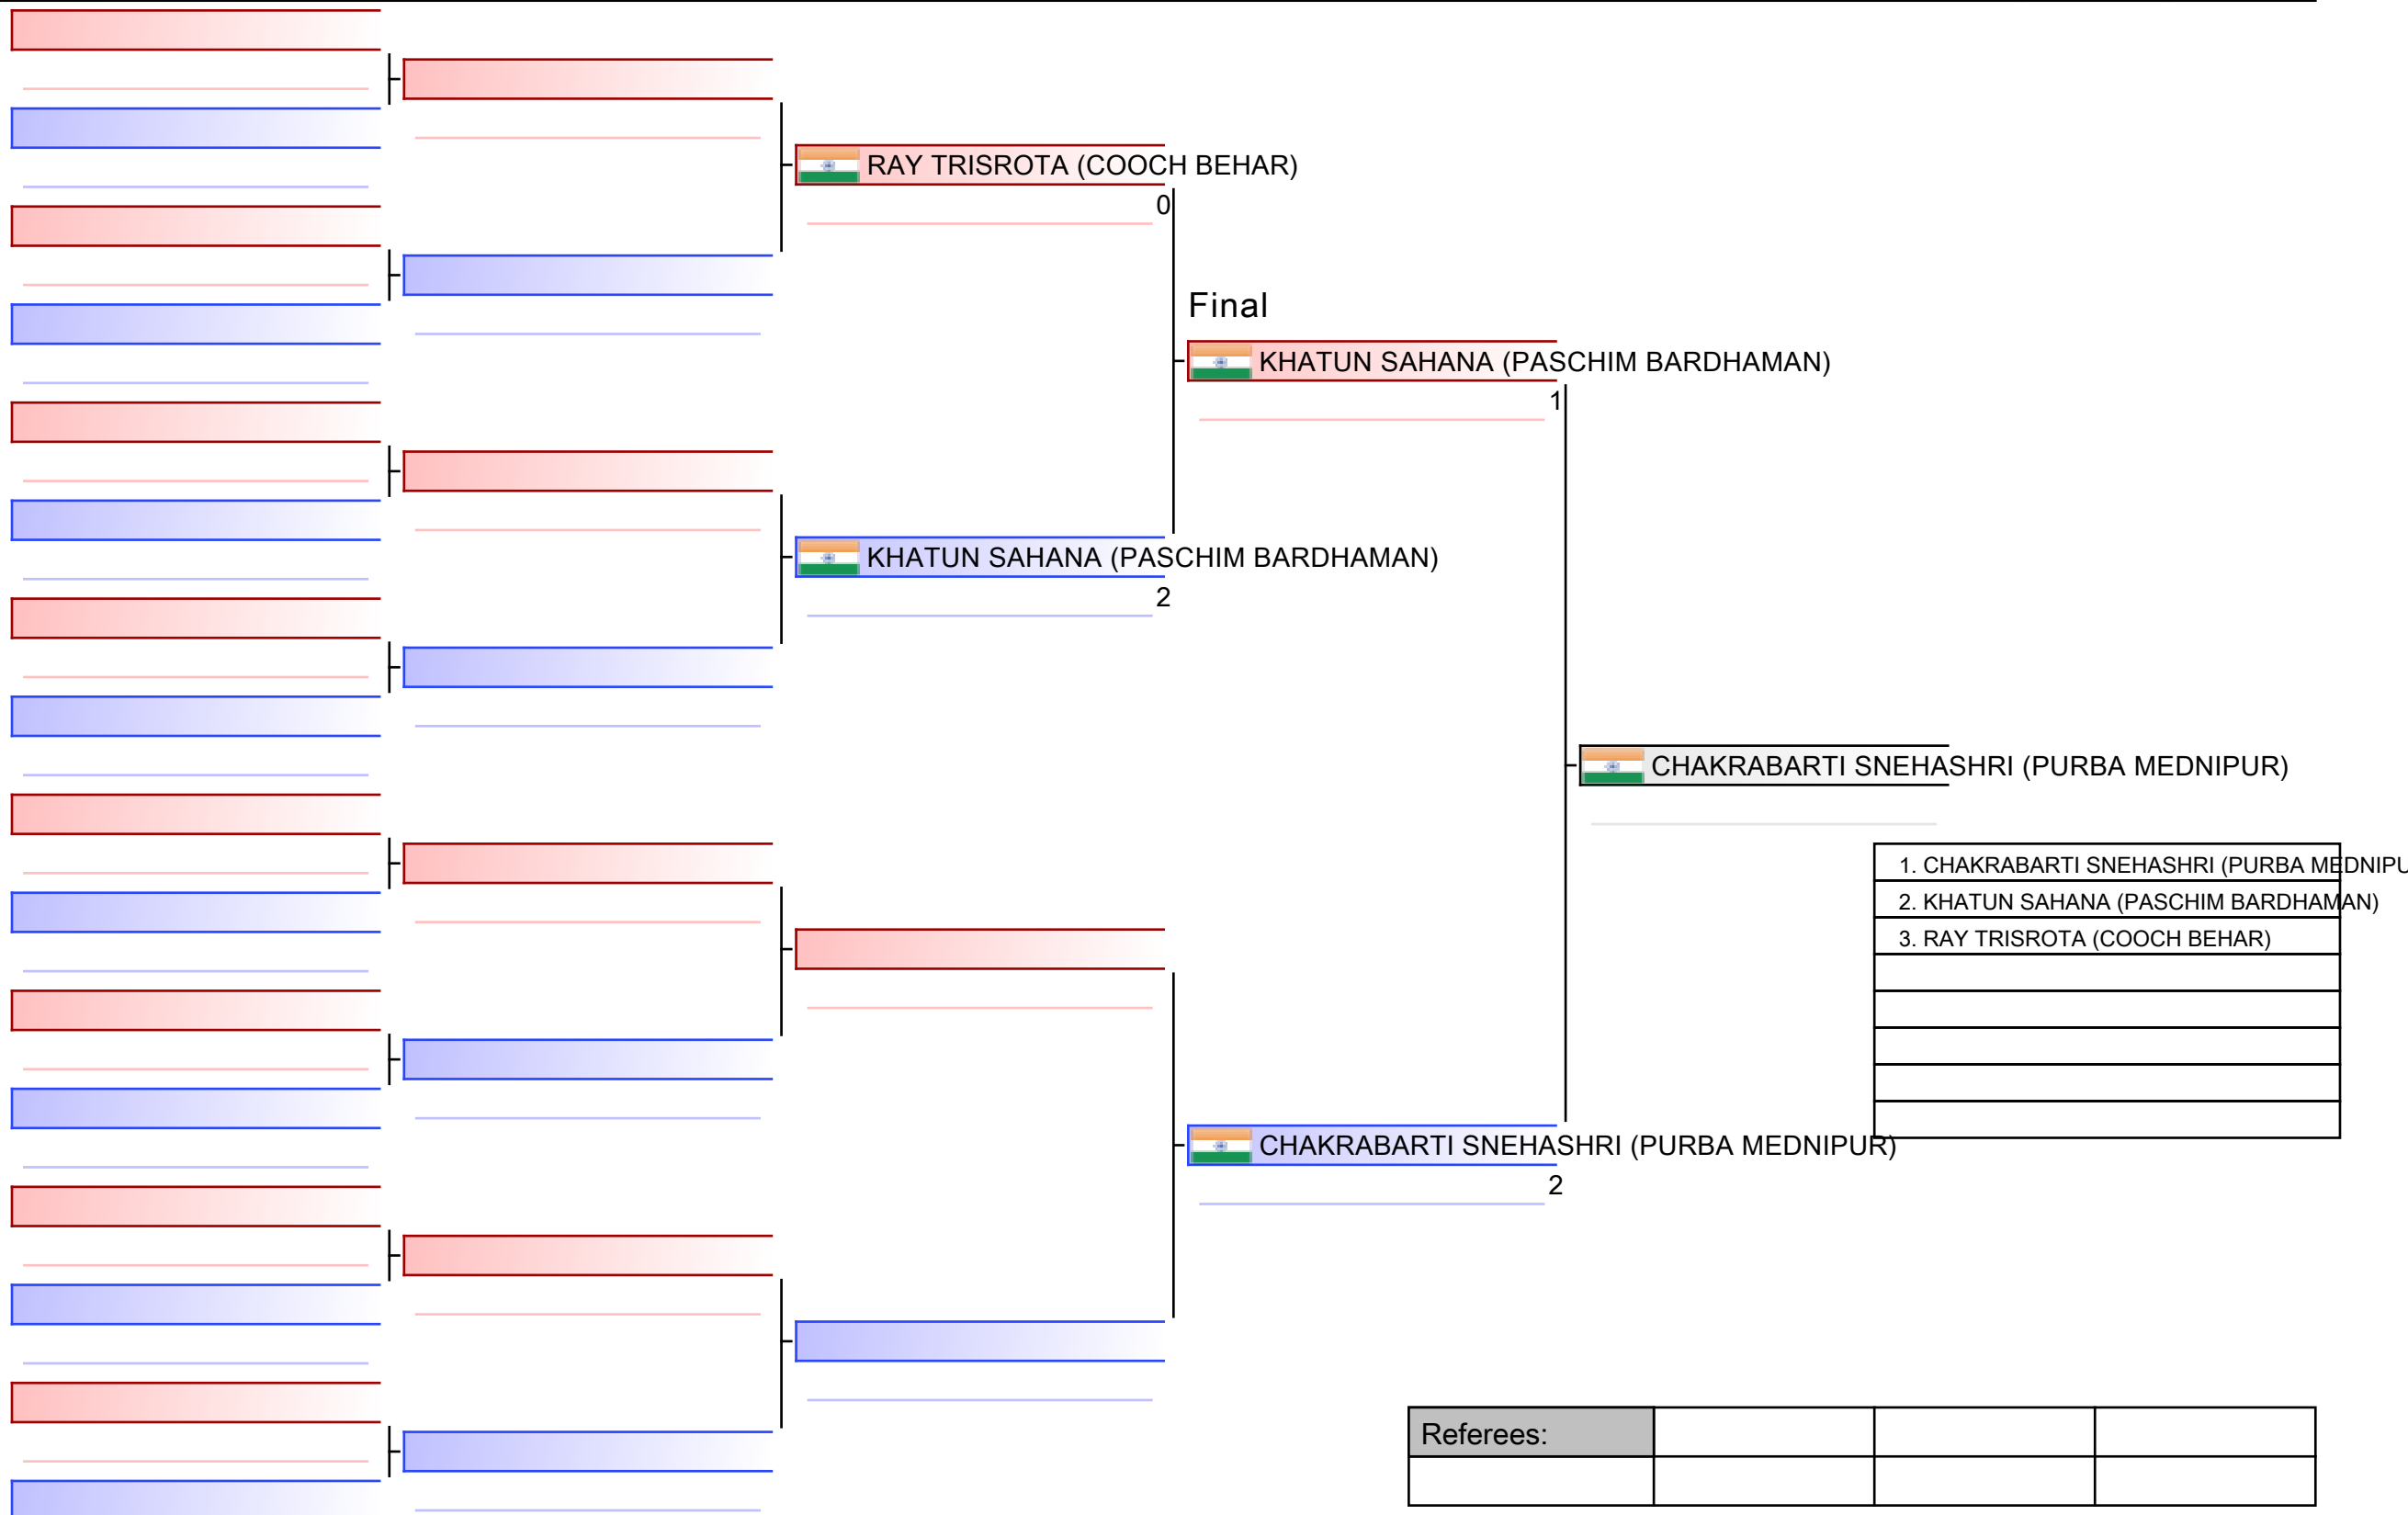 RAY TRISROTA (COOCH BEHAR)
0
Final
KHATUN SAHANA (PASCHIM BARDHAMAN)
1
KHATUN SAHANA (PASCHIM BARDHAMAN)
2
CHAKRABARTI SNEHASHRI (PURBA MEDNIPUR)
1. CHAKRABARTI SNEHASHRI (PURBA MEDNIPU
2. KHATUN SAHANA (PASCHIM BARDHAMAN)
3. RAY TRISROTA (COOCH BEHAR)
CHAKRABARTI SNEHASHRI (PURBA MEDNIPUR)
2
Referees: